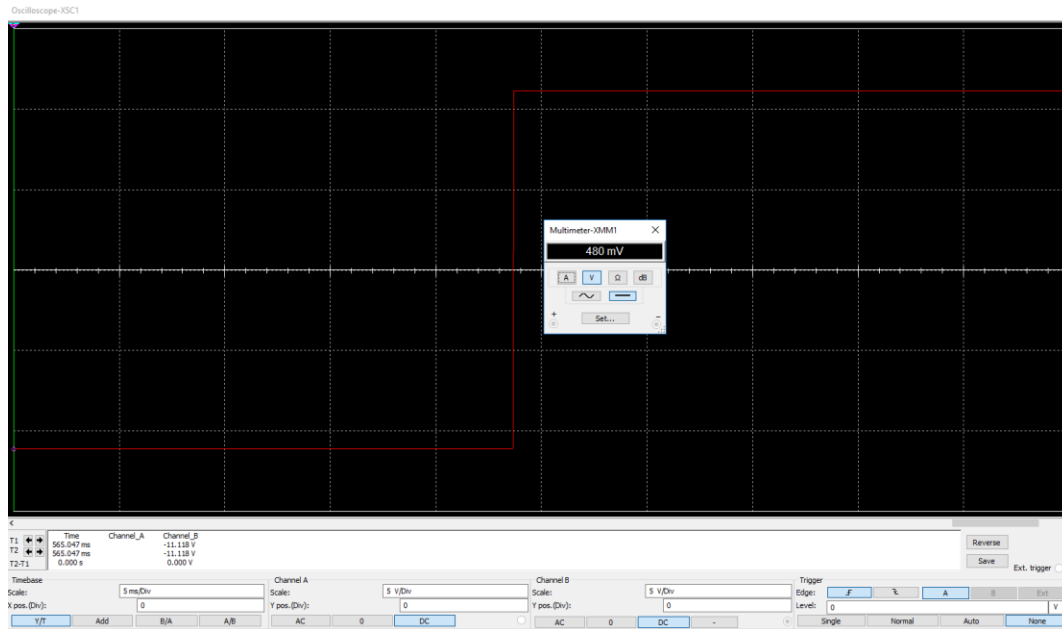 Oscilloscope-XSC1
Multimeter-XMM1 X
480 mV
A V Ω dB
+ Set... -
T1 Time Channel_A Channel_B
565.047 ms -11.118 V
T2 565.047 ms -11.118 V
T2-T1 0.000 s 0.000 V
Reverse
Save
Ext. trigger
Timebase Channel A Channel B Trigger
Scale: 5 ms/Div Scale: 5 V/Div Scale: 5 V/Div Edge: A B Ext
X pos.(Div): 0 Y pos.(Div): 0 Y pos.(Div): 0 Level: 0 V
Y/T Add B/A A/B AC 0 DC AC 0 DC - Single Normal Auto None